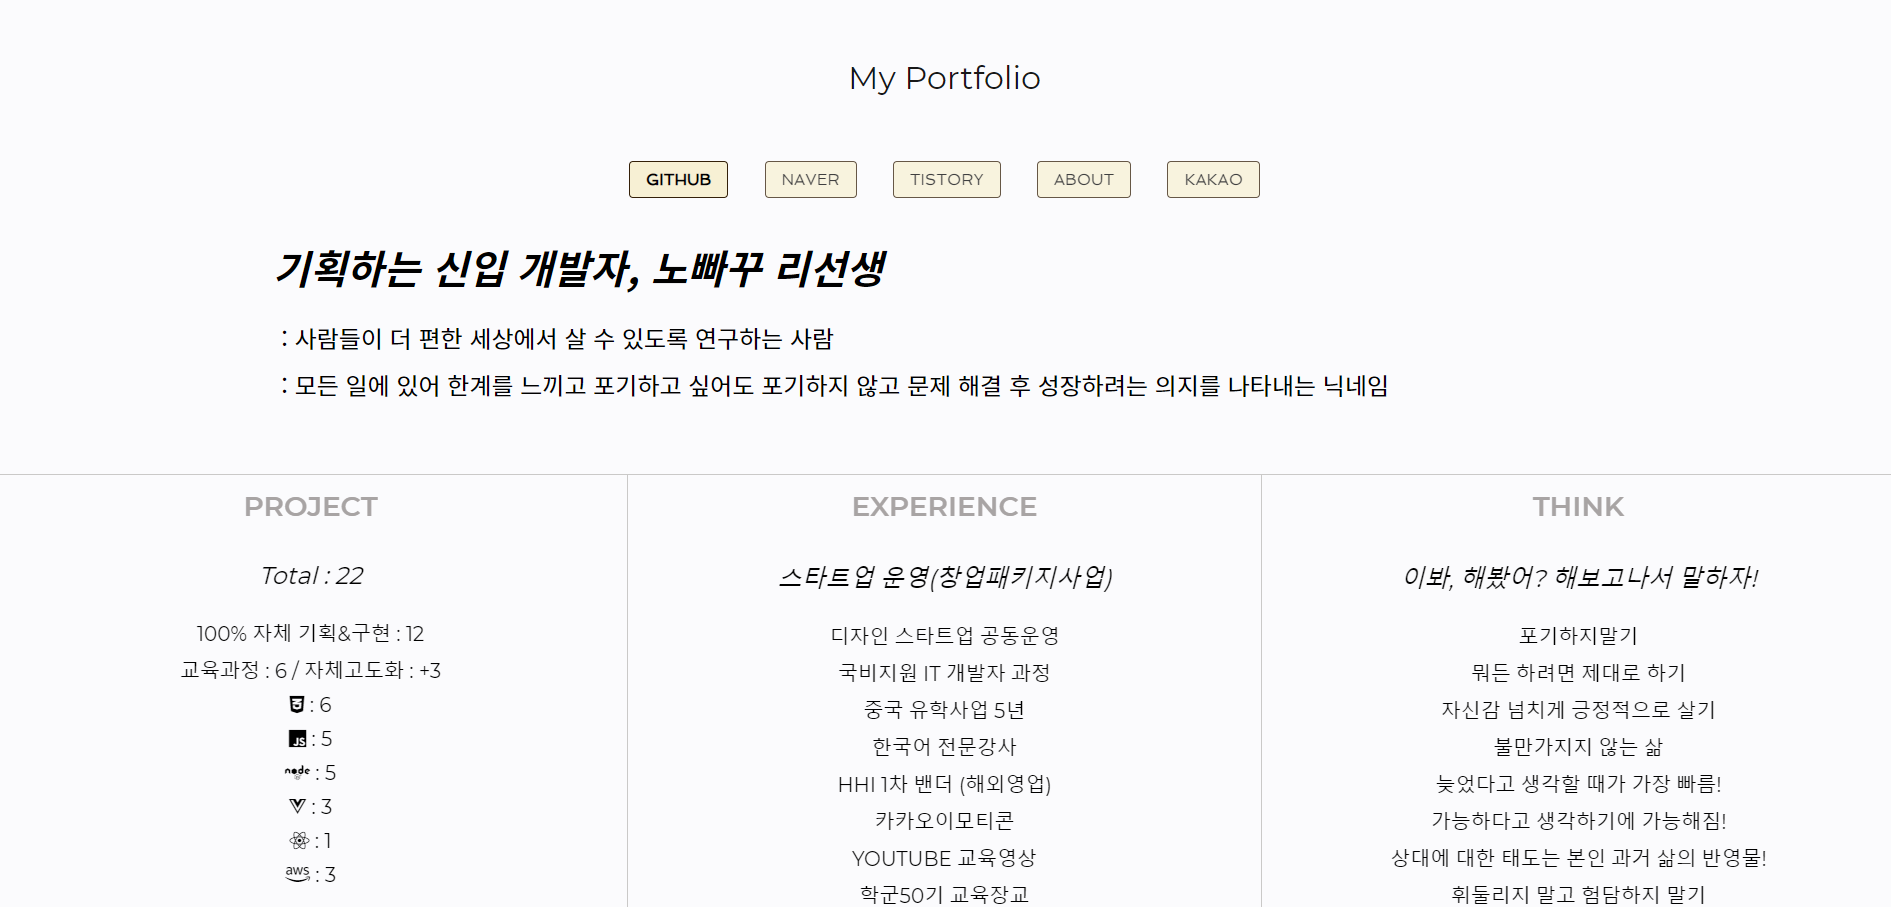 My Portfolio
GITHUB NAVER TISTORY ABOUT KAKAO
기획하는 신입 개발자, 노빠꾸 리선생
: 사람들이 더 편한 세상에서 살 수 있도록 연구하는 사람
: 모든 일에 있어 한계를 느끼고 포기하고 싶어도 포기하지 않고 문제 해결 후 성장하려는 의지를 나타내는 닉네임
PROJECT
Total : 22
100% 자체 기획&구현 : 12
교육과정 : 6 / 자체고도화 : +3
3 : 6
JS : 5
node : 5
: 3
: 1
aws : 3
EXPERIENCE
스타트업 운영(창업패키지사업)
디자인 스타트업 공동운영
국비지원 IT 개발자 과정
중국 유학사업 5년
한국어 전문강사
HHI 1차 밴더 (해외영업)
카카오이모티콘
YOUTUBE 교육영상
학군50기 교육장교
THINK
이봐, 해봤어? 해보고나서 말하자!
포기하지말기
뭐든 하려면 제대로 하기
자신감 넘치게 긍정적으로 살기
불만가지지 않는 삶
늦었다고 생각할 때가 가장 빠름!
가능하다고 생각하기에 가능해짐!
상대에 대한 태도는 본인 과거 삶의 반영물!
휘둘리지 말고 험담하지 말기